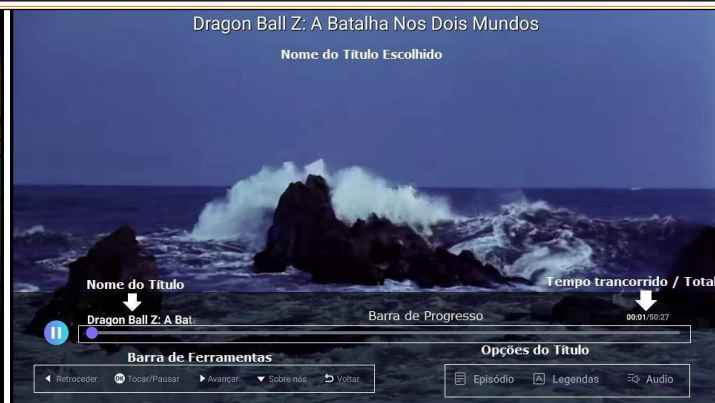 Dragon Ball Z: A Batalha Nos Dois Mundos
Nome do Título Escolhido
Nome do Título
Tempo trancorrido / Total
Dragon Ball Z: A Bat
Barra de Progresso
00:01/50:27
Barra de Ferramentas
Opções do Título
Retroceder OK Tocar/Pausar Avançar Sobre nós Voltar
Episódio A Legendas Audio